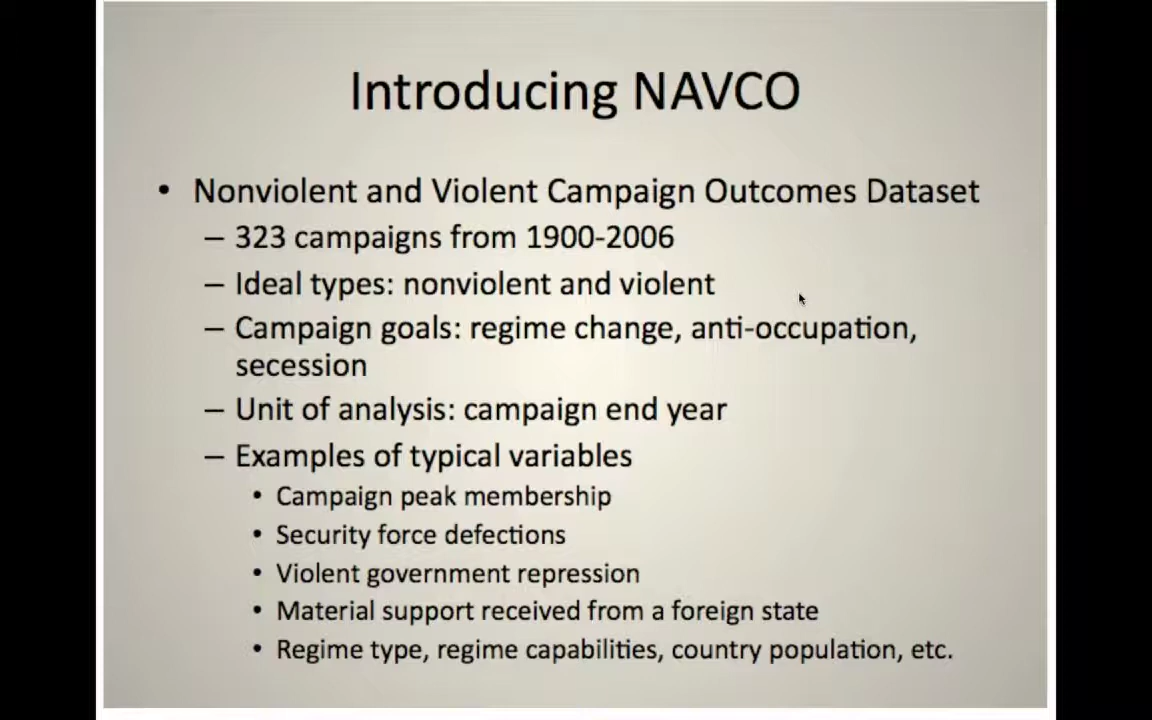 Introducing NAVCO
• Nonviolent and Violent Campaign Outcomes Dataset
– 323 campaigns from 1900-2006
– Ideal types: nonviolent and violent
– Campaign goals: regime change, anti-occupation,
secession
– Unit of analysis: campaign end year
– Examples of typical variables
• Campaign peak membership
• Security force defections
• Violent government repression
• Material support received from a foreign state
• Regime type, regime capabilities, country population, etc.